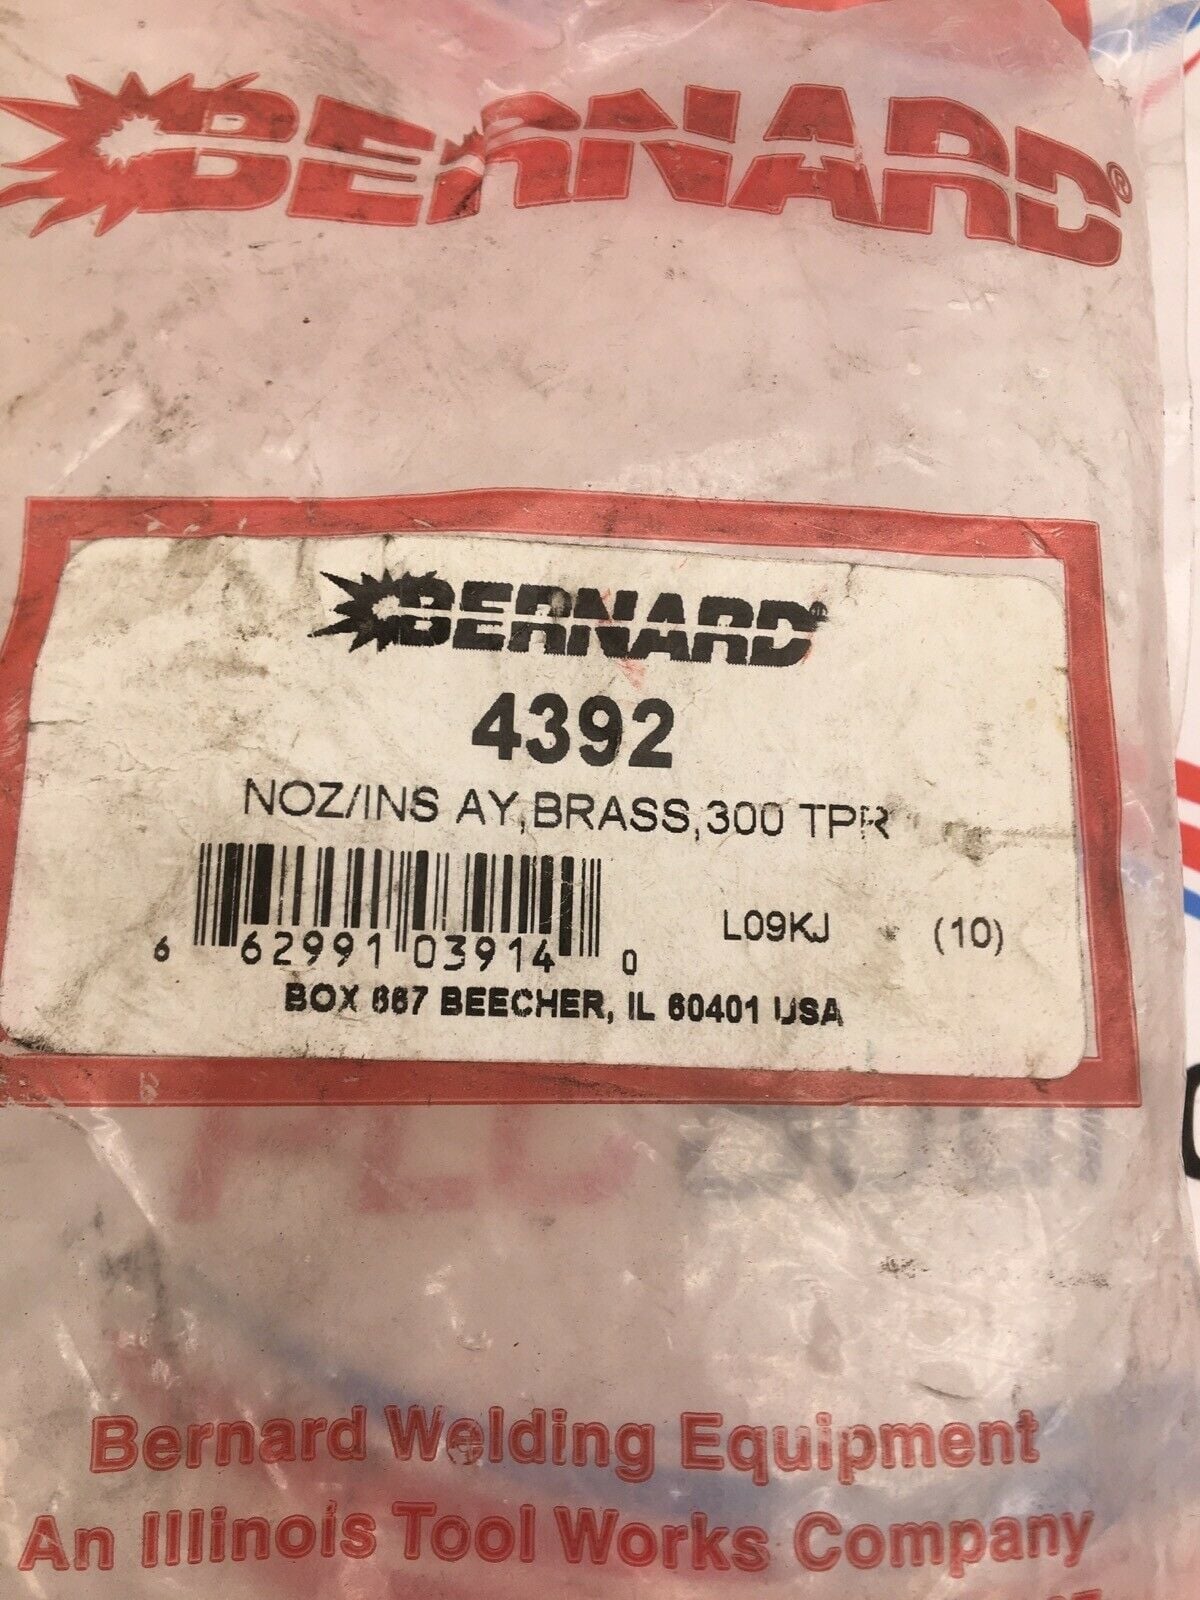 BERNARD®
BERNARD®
4392
NOZ/INS AY,BRASS,300 TPR
6 62991 03914 0
L09KJ (10)
BOX 667 BEECHER, IL 60401 USA
Bernard Welding Equipment
An Illinois Tool Works Company